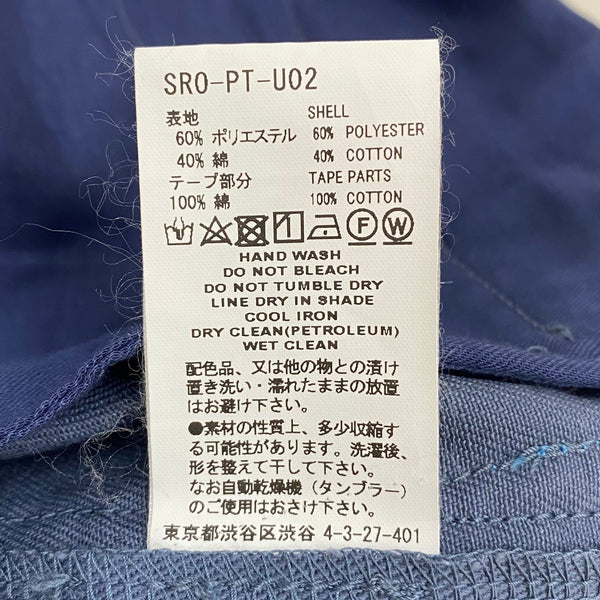 SRO-PT-U02
表地 SHELL
60% ポリエステル 60% POLYESTER
40% 綿 40% COTTON
テープ部分 TAPE PARTS
100% 綿 100% COTTON
F W
HAND WASH
DO NOT BLEACH
DO NOT TUMBLE DRY
LINE DRY IN SHADE
COOL IRON
DRY CLEAN(PETROLEUM)
WET CLEAN
配色品、又は他の物との漬け
置き洗い・濡れたままの放置
はお避け下さい。
●素材の性質上、多少収縮す
る可能性があります。洗濯後、
形を整えて干して下さい。
なお自動乾燥機（タンブラー）
のご使用はおさけ下さい。
東京都渋谷区渋谷 4-3-27-401